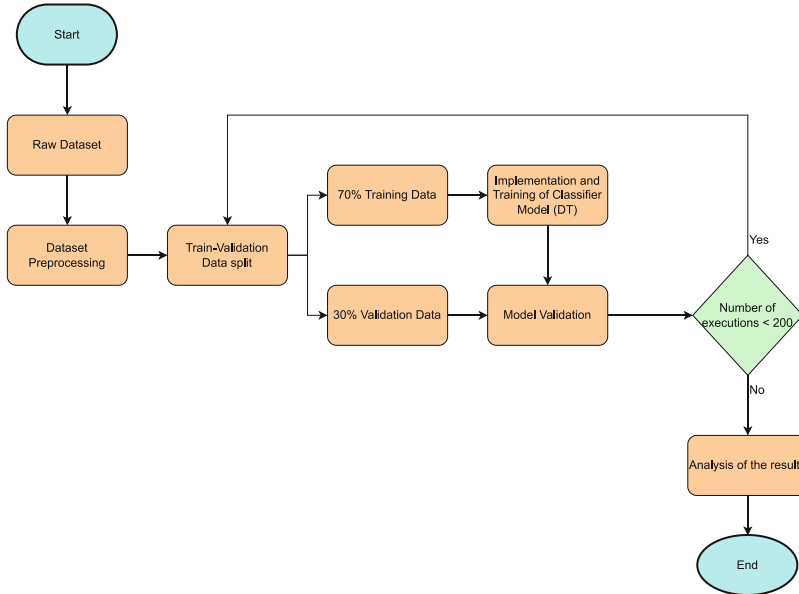 Start
Raw Dataset
Dataset
Preprocessing
Train-Validation
Data split
70% Training Data
Implementation and
Training of Classifier
Model (DT)
30% Validation Data
Model Validation
Yes
Number of
executions < 200
No
Analysis of the result
End